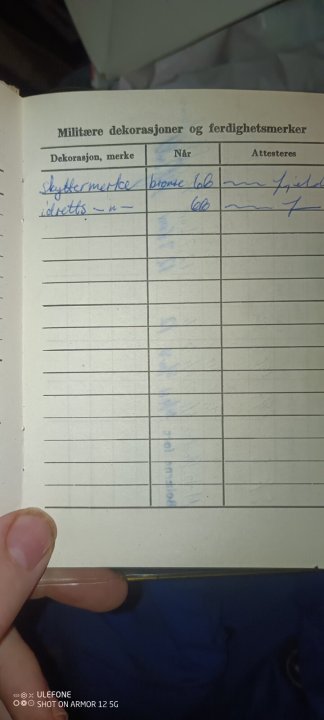 Militære dekorasjoner og ferdighetsmerker
Dekorasjon, merke Når Attesteres
Skyttermerke bronse 66
idretts —"— 66
ULEFONE
SHOT ON ARMOR 12 5G